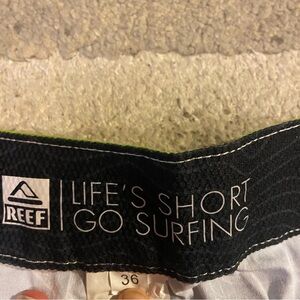 REEF
LIFE'S SHORT
GO SURFING
36